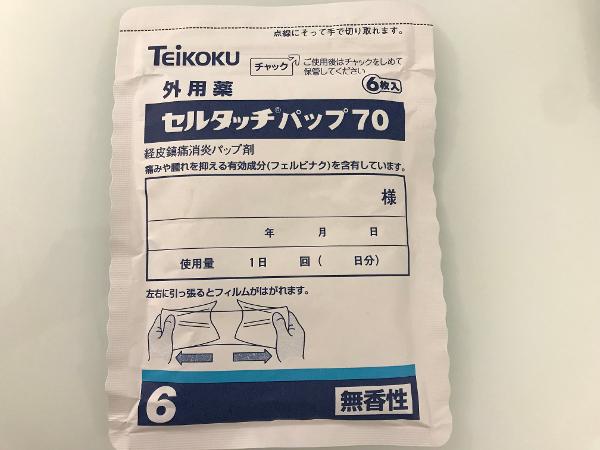 点線にそって手で切り取れます。
TEIKOKU
チャック
ご使用後はチャックをしめて
保管してください
外用薬
6枚入
セルタッチ®パップ70
経皮鎮痛消炎パップ剤
痛みや腫れを抑える有効成分(フェルビナク)を含有しています。
様
年 月 日
使用量 1日 回( 日分)
左右に引っ張るとフィルムがはがれます。
6
無香性